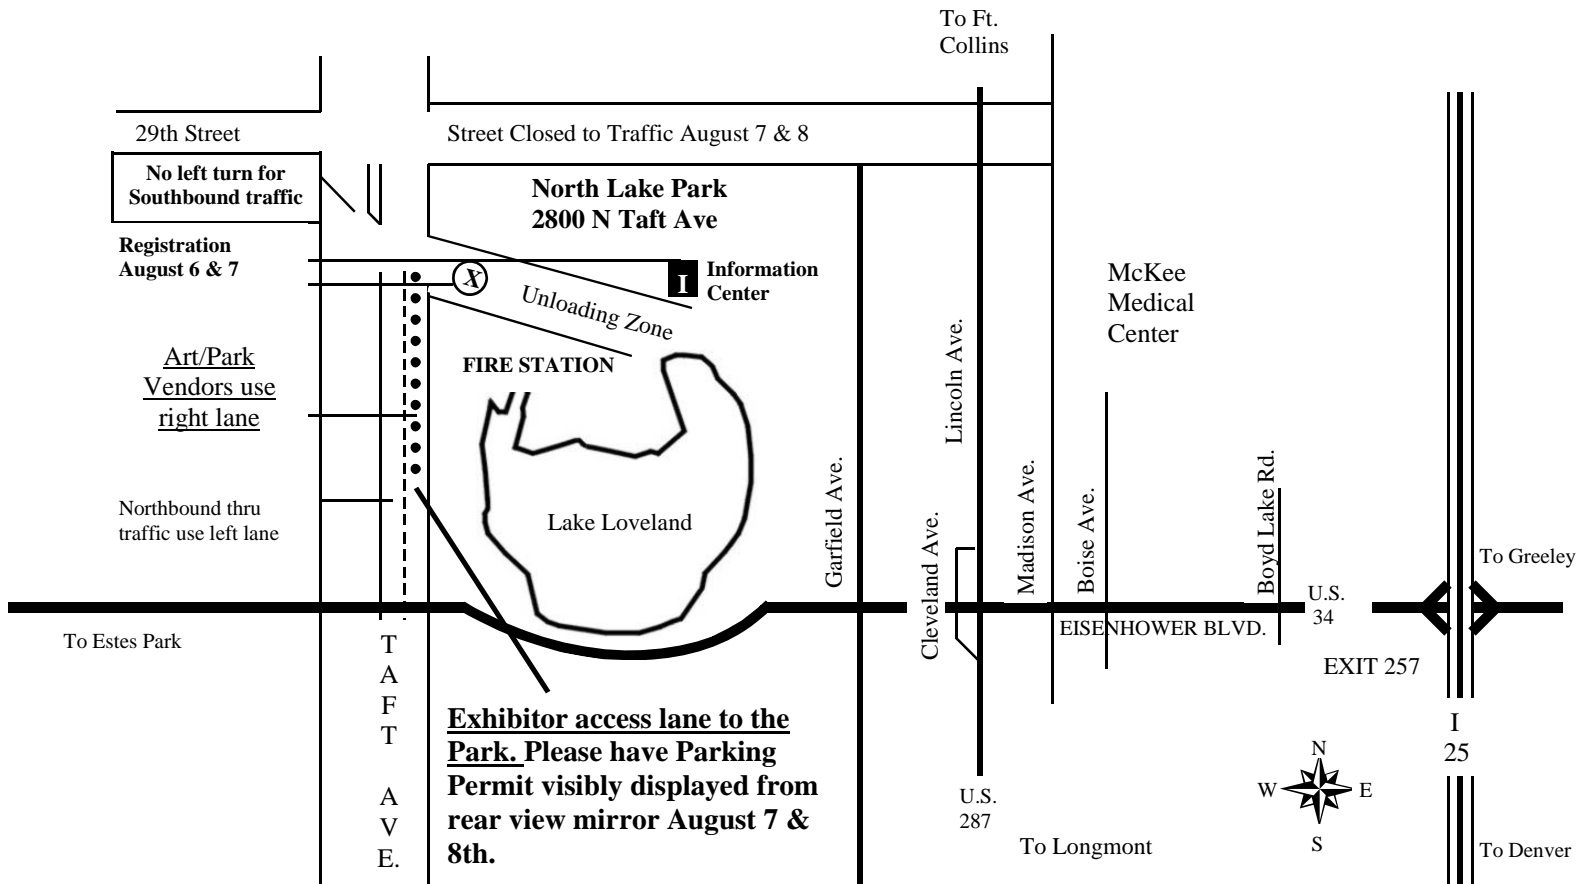 To Ft.
Collins
29th Street
Street Closed to Traffic August 7 & 8
No left turn for
Southbound traffic
North Lake Park
2800 N Taft Ave
Registration
August 6 & 7
X
I
Information
Center
Unloading Zone
McKee
Medical
Center
Art/Park
Vendors use
right lane
FIRE STATION
Lincoln Ave.
Northbound thru
traffic use left lane
Lake Loveland
Garfield Ave.
Cleveland Ave.
Madison Ave.
Boise Ave.
Boyd Lake Rd.
To Greeley
U.S.
34
To Estes Park
EISENHOWER BLVD.
EXIT 257
T
A
F
T
A
V
E.
Exhibitor access lane to the
Park. Please have Parking
Permit visibly displayed from
rear view mirror August 7 &
8th.
I
25
N
W
E
S
U.S.
287
To Longmont
To Denver